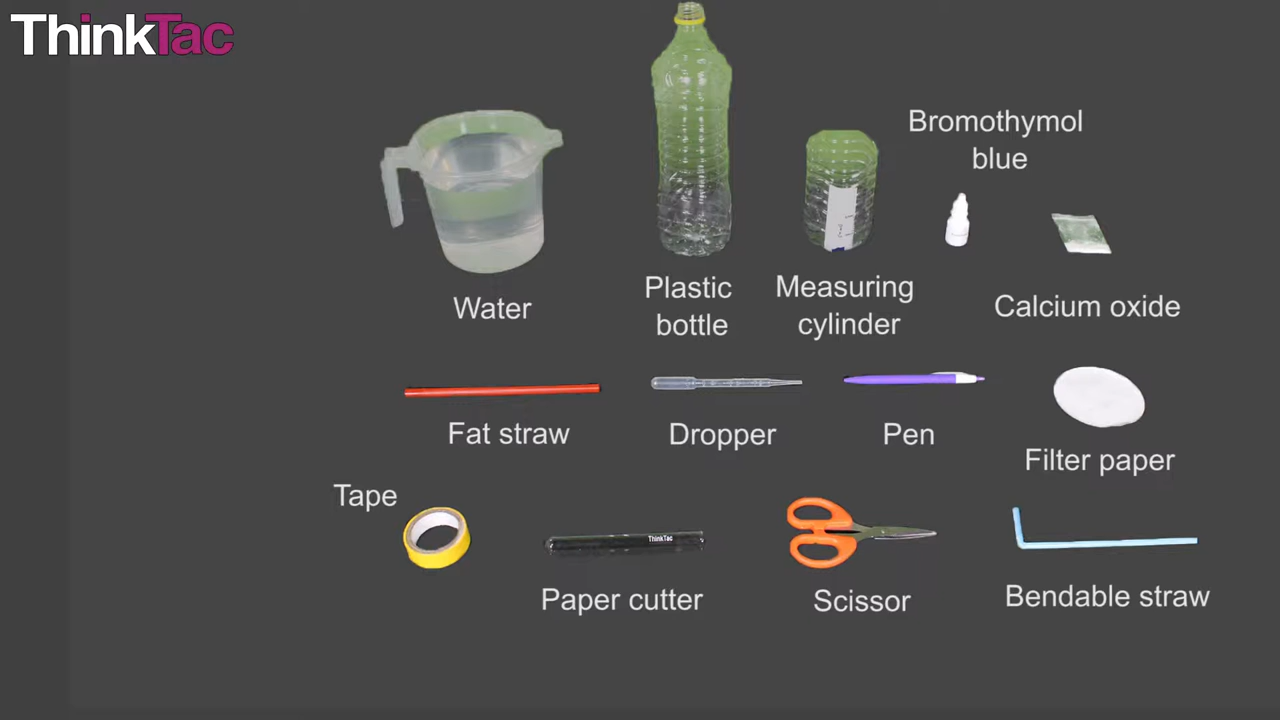 ThinkTac
Bromothymol
blue
Water
Plastic
bottle
Measuring
cylinder
Calcium oxide
Fat straw
Dropper
Pen
Filter paper
Tape
ThinkTac
Paper cutter
Scissor
Bendable straw